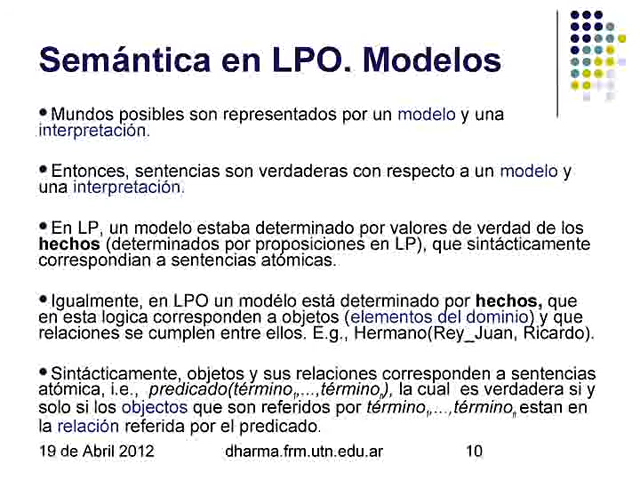 Semántica en LPO. Modelos
•Mundos posibles son representados por un modelo y una
interpretación.
•Entonces, sentencias son verdaderas con respecto a un modelo y
una interpretación.
•En LP, un modelo estaba determinado por valores de verdad de los
hechos (determinados por proposiciones en LP), que sintácticamente
correspondian a sentencias atómicas.
•Igualmente, en LPO un modélo está determinado por hechos, que
en esta logica corresponden a objetos (elementos del dominio) y que
relaciones se cumplen entre ellos. E.g., Hermano(Rey_Juan, Ricardo).
•Sintácticamente, objetos y sus relaciones corresponden a sentencias
atómica, i.e., predicado(término1,...,términon), la cual es verdadera si y
solo si los objetos que son referidos por término1,...,términon estan en
la relación referida por el predicado.
19 de Abril 2012 dharma.frm.utn.edu.ar 10